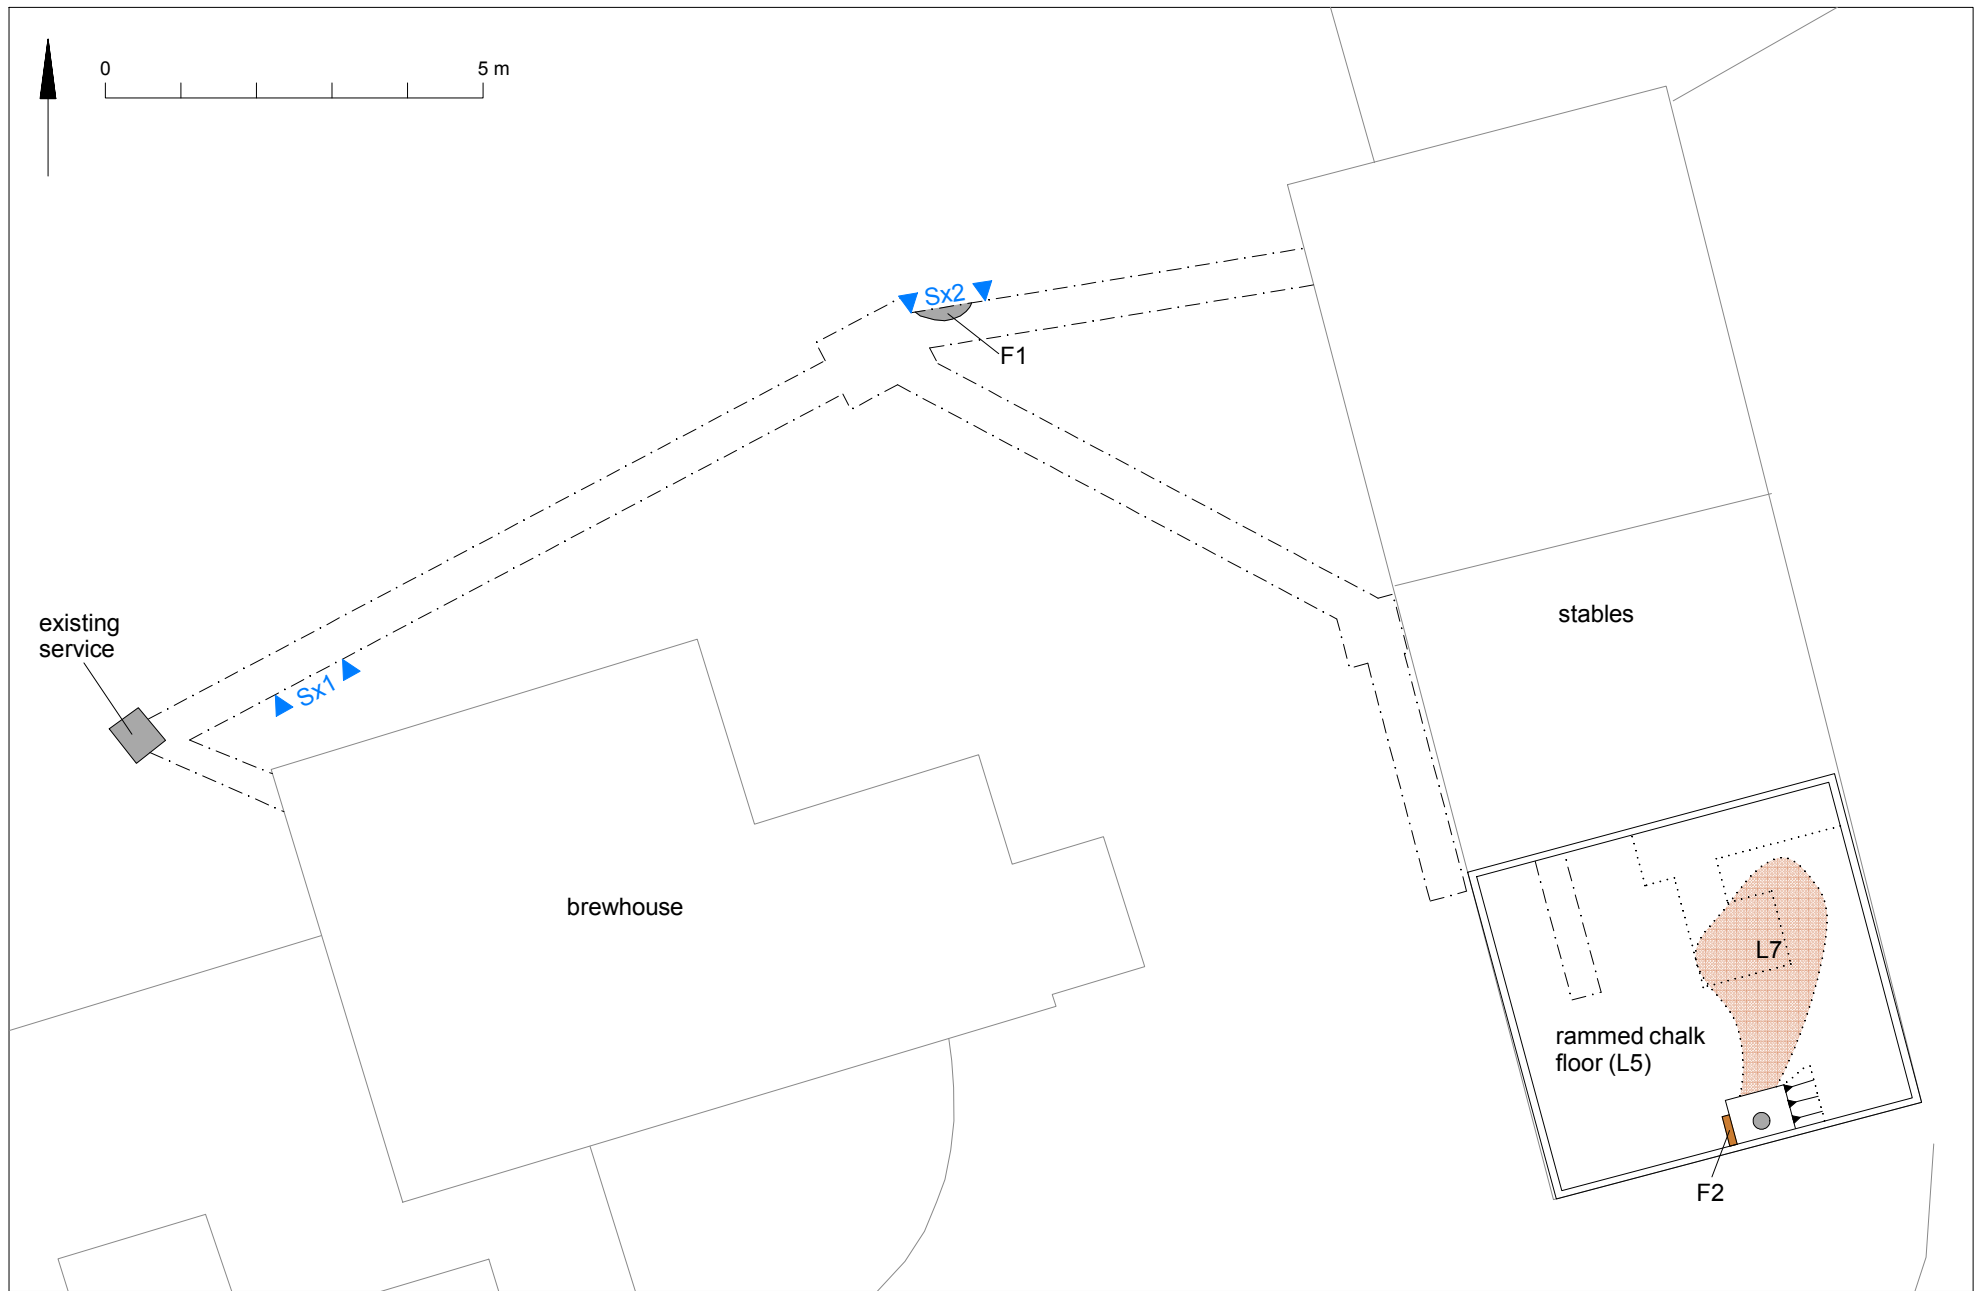 0 5 m
Sx2
F1
stables
existing
service
Sx1
brewhouse
L7
rammed chalk
floor (L5)
F2